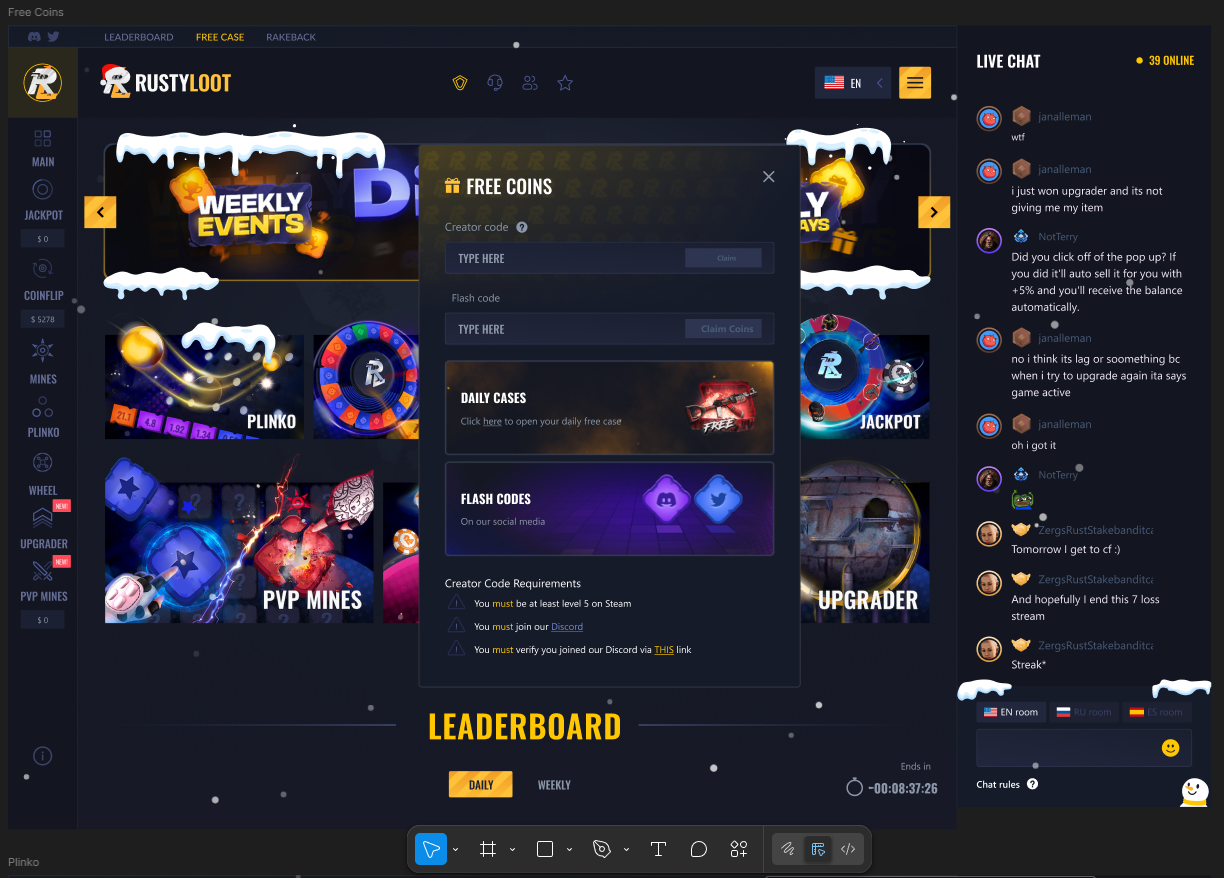 Free Coins
LEADERBOARD
FREE CASE
RAKEBACK
RUSTYLOOT
EN
MAIN
JACKPOT
$ 0
COINFLIP
$ 5278
MINES
PLINKO
WHEEL
NEW!
UPGRADER
NEW!
PVP MINES
$ 0
WEEKLY
EVENTS
PLINKO
21.1
4.8
1.92
1.24
JACKPOT
PVP MINES
UPGRADER
FREE COINS
Creator code ?
TYPE HERE
Claim
Flash code
TYPE HERE
Claim Coins
DAILY CASES
Click here to open your daily free case
FREE
FLASH CODES
On our social media
Creator Code Requirements
You must be at least level 5 on Steam
You must join our Discord
You must verify you joined our Discord via THIS link
LEADERBOARD
DAILY
WEEKLY
Ends in
-00:08:37:26
LIVE CHAT
39 ONLINE
janalleman
wtf
janalleman
i just won upgrader and its not
giving me my item
NotTerry
Did you click off of the pop up? If
you did it'll auto sell it for you with
+5% and you'll receive the balance
automatically.
janalleman
no i think its lag or soomething bc
when i try to upgrade again ita says
game active
janalleman
oh i got it
NotTerry
ZergsRustStakebanditca
Tomorrow I get to cf :)
ZergsRustStakebanditca
And hopefully I end this 7 loss
stream
ZergsRustStakebanditca
Streak*
EN room
RU room
ES room
Chat rules ?
Plinko